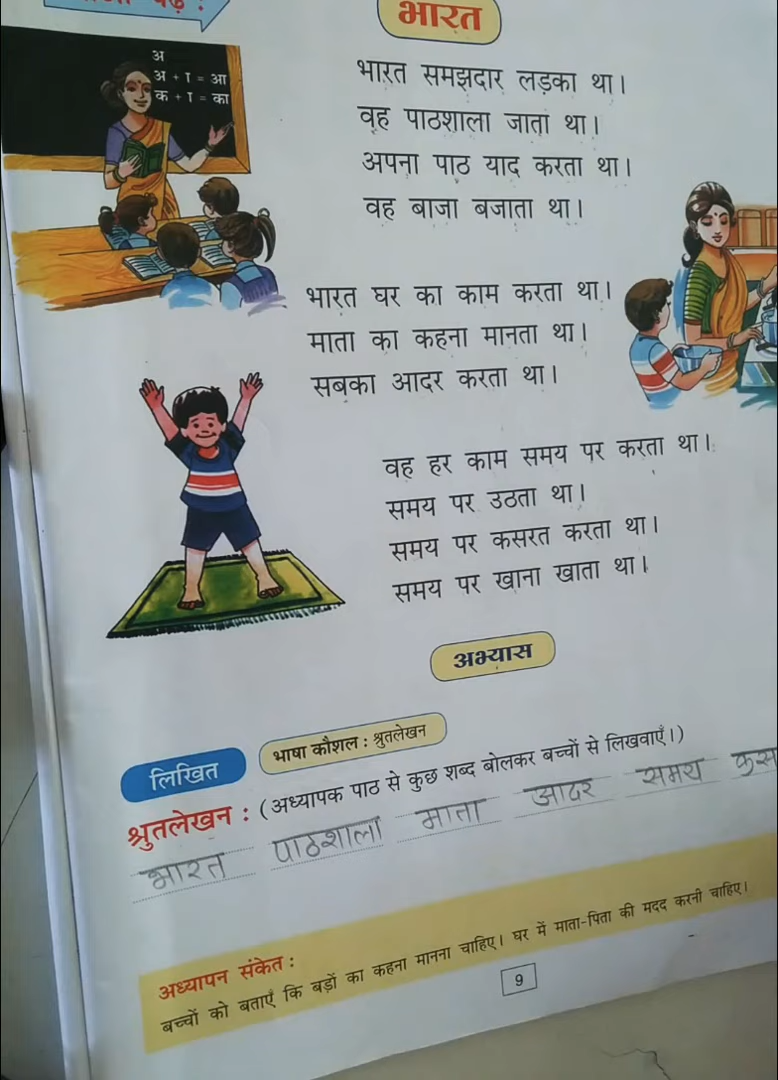 भारत
अ
अ + ा = आ
क + ा = का
भारत समझदार लड़का था।
वह पाठशाला जाता था।
अपना पाठ याद करता था।
वह बाजा बजाता था।
भारत घर का काम करता था।
माता का कहना मानता था।
सबका आदर करता था।
वह हर काम समय पर करता था।
समय पर उठता था।
समय पर कसरत करता था।
समय पर खाना खाता था।
अभ्यास
लिखित
भाषा कौशल : श्रुतलेखन
श्रुतलेखन : (अध्यापक पाठ से कुछ शब्द बोलकर बच्चों से लिखवाएँ।)
भारत पाठशाला माता आदर समय कस
अध्यापन संकेत :
बच्चों को बताएँ कि बड़ों का कहना मानना चाहिए। घर में माता-पिता की मदद करनी चाहिए।
9